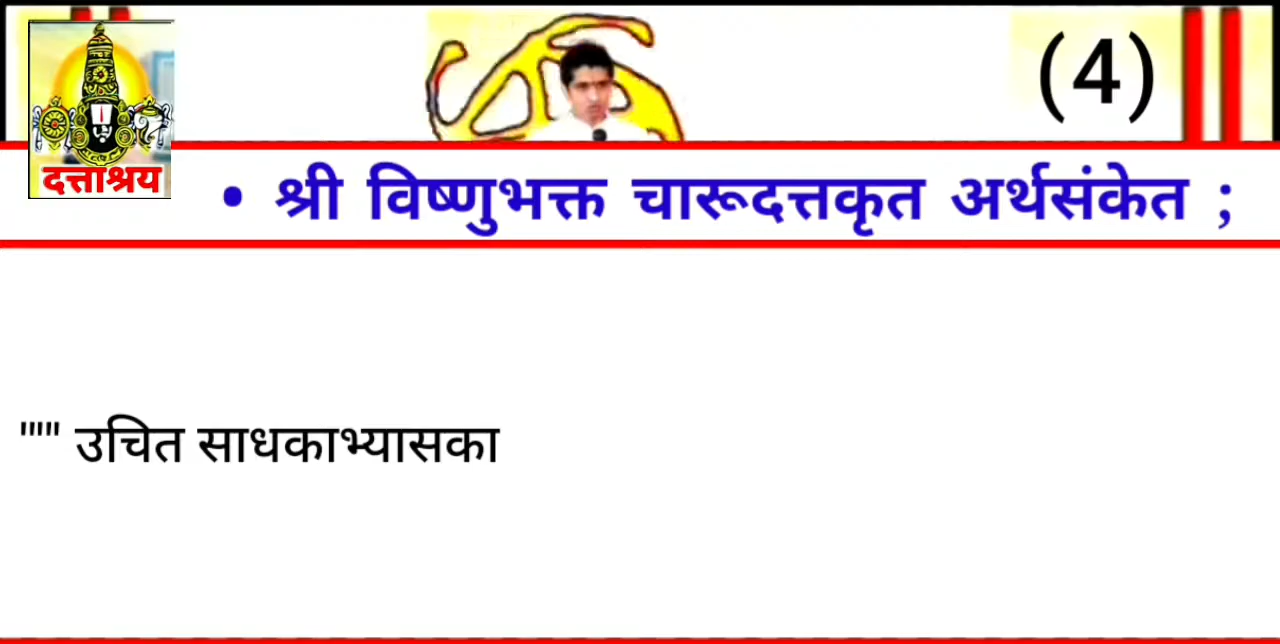 (4)
दत्ताश्रय
• श्री विष्णुभक्त चारूदत्तकृत अर्थसंकेत ;
""" उचित साधकाभ्यासका